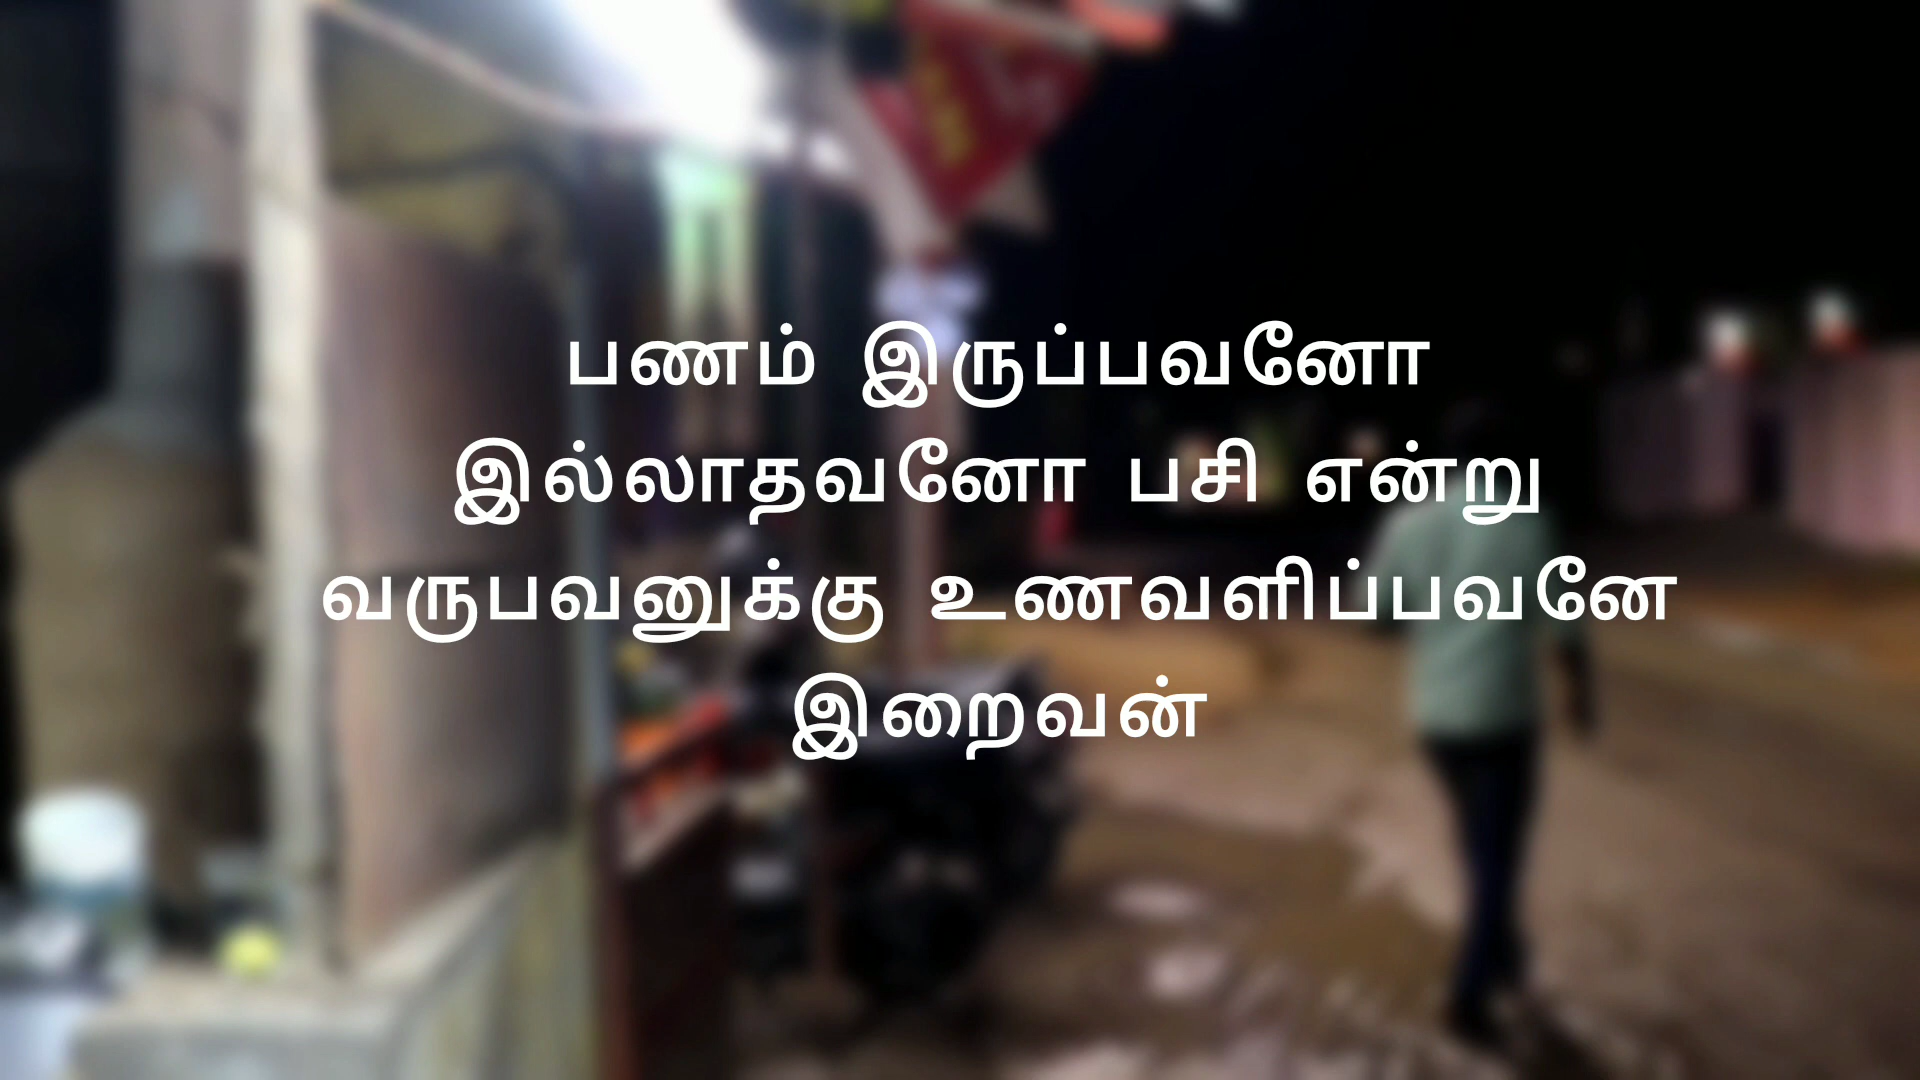 பணம் இருப்பவனோ
இல்லாதவனோ பசி என்று
வருபவனுக்கு உணவளிப்பவனே
இறைவன்